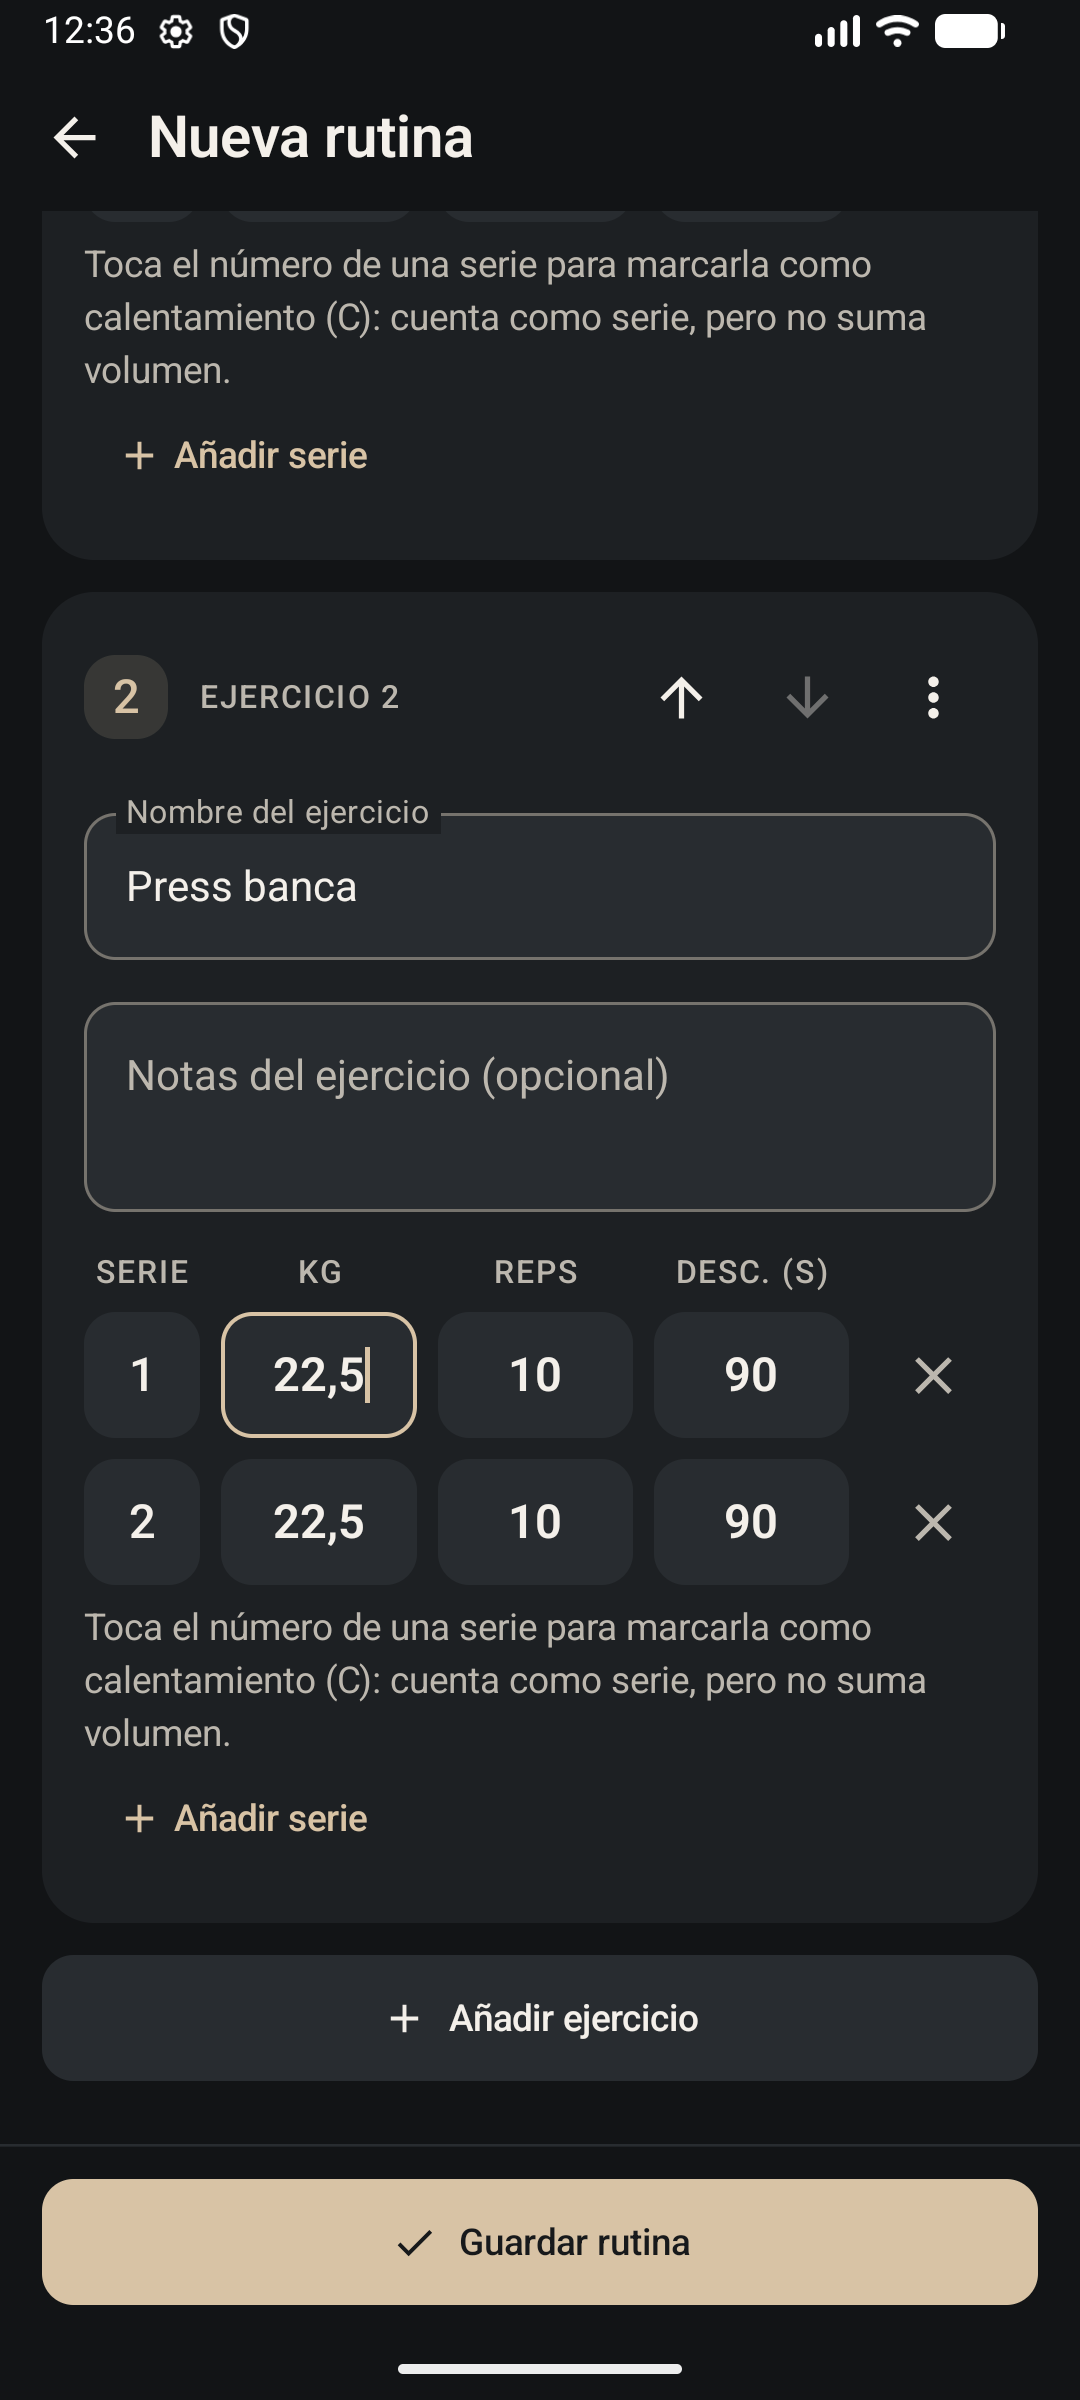 12:36
Nueva rutina
Toca el número de una serie para marcarla como
calentamiento (C): cuenta como serie, pero no suma
volumen.
+ Añadir serie
2 EJERCICIO 2
Nombre del ejercicio
Press banca
Notas del ejercicio (opcional)
SERIE KG REPS DESC. (S)
1 22,5 10 90
2 22,5 10 90
Toca el número de una serie para marcarla como
calentamiento (C): cuenta como serie, pero no suma
volumen.
+ Añadir serie
+ Añadir ejercicio
Guardar rutina